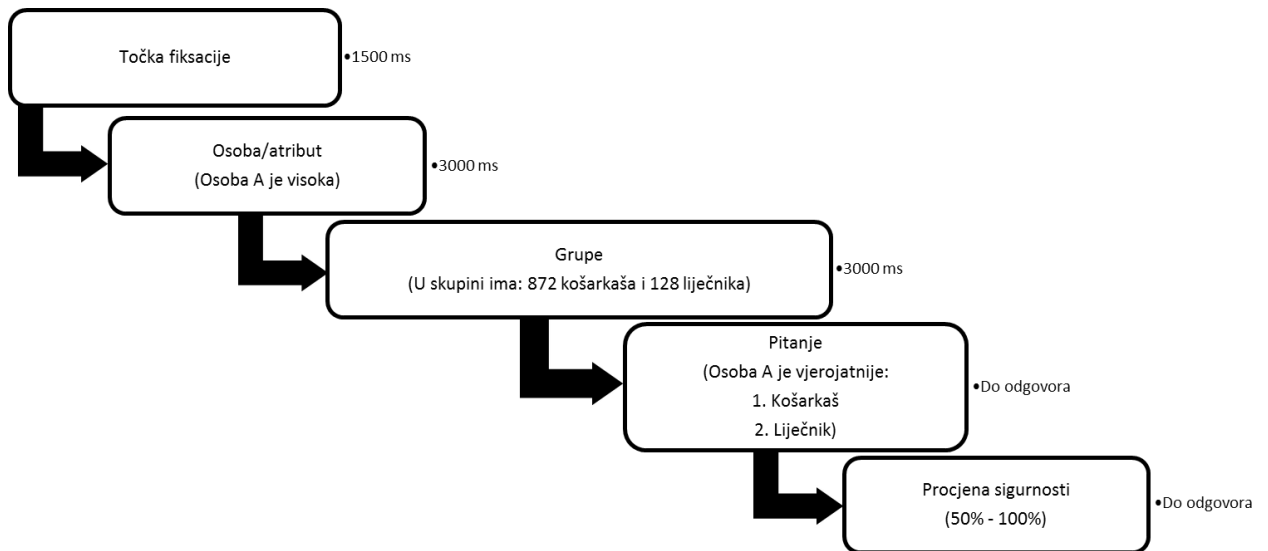 Točka fiksacije
•1500 ms
Osoba/atribut
(Osoba A je visoka)
•3000 ms
Grupe
(U skupini ima: 872 košarkaša i 128 liječnika)
•3000 ms
Pitanje
(Osoba A je vjerojatnije:
1. Košarkaš
2. Liječnik)
•Do odgovora
Procjena sigurnosti
(50% - 100%)
•Do odgovora